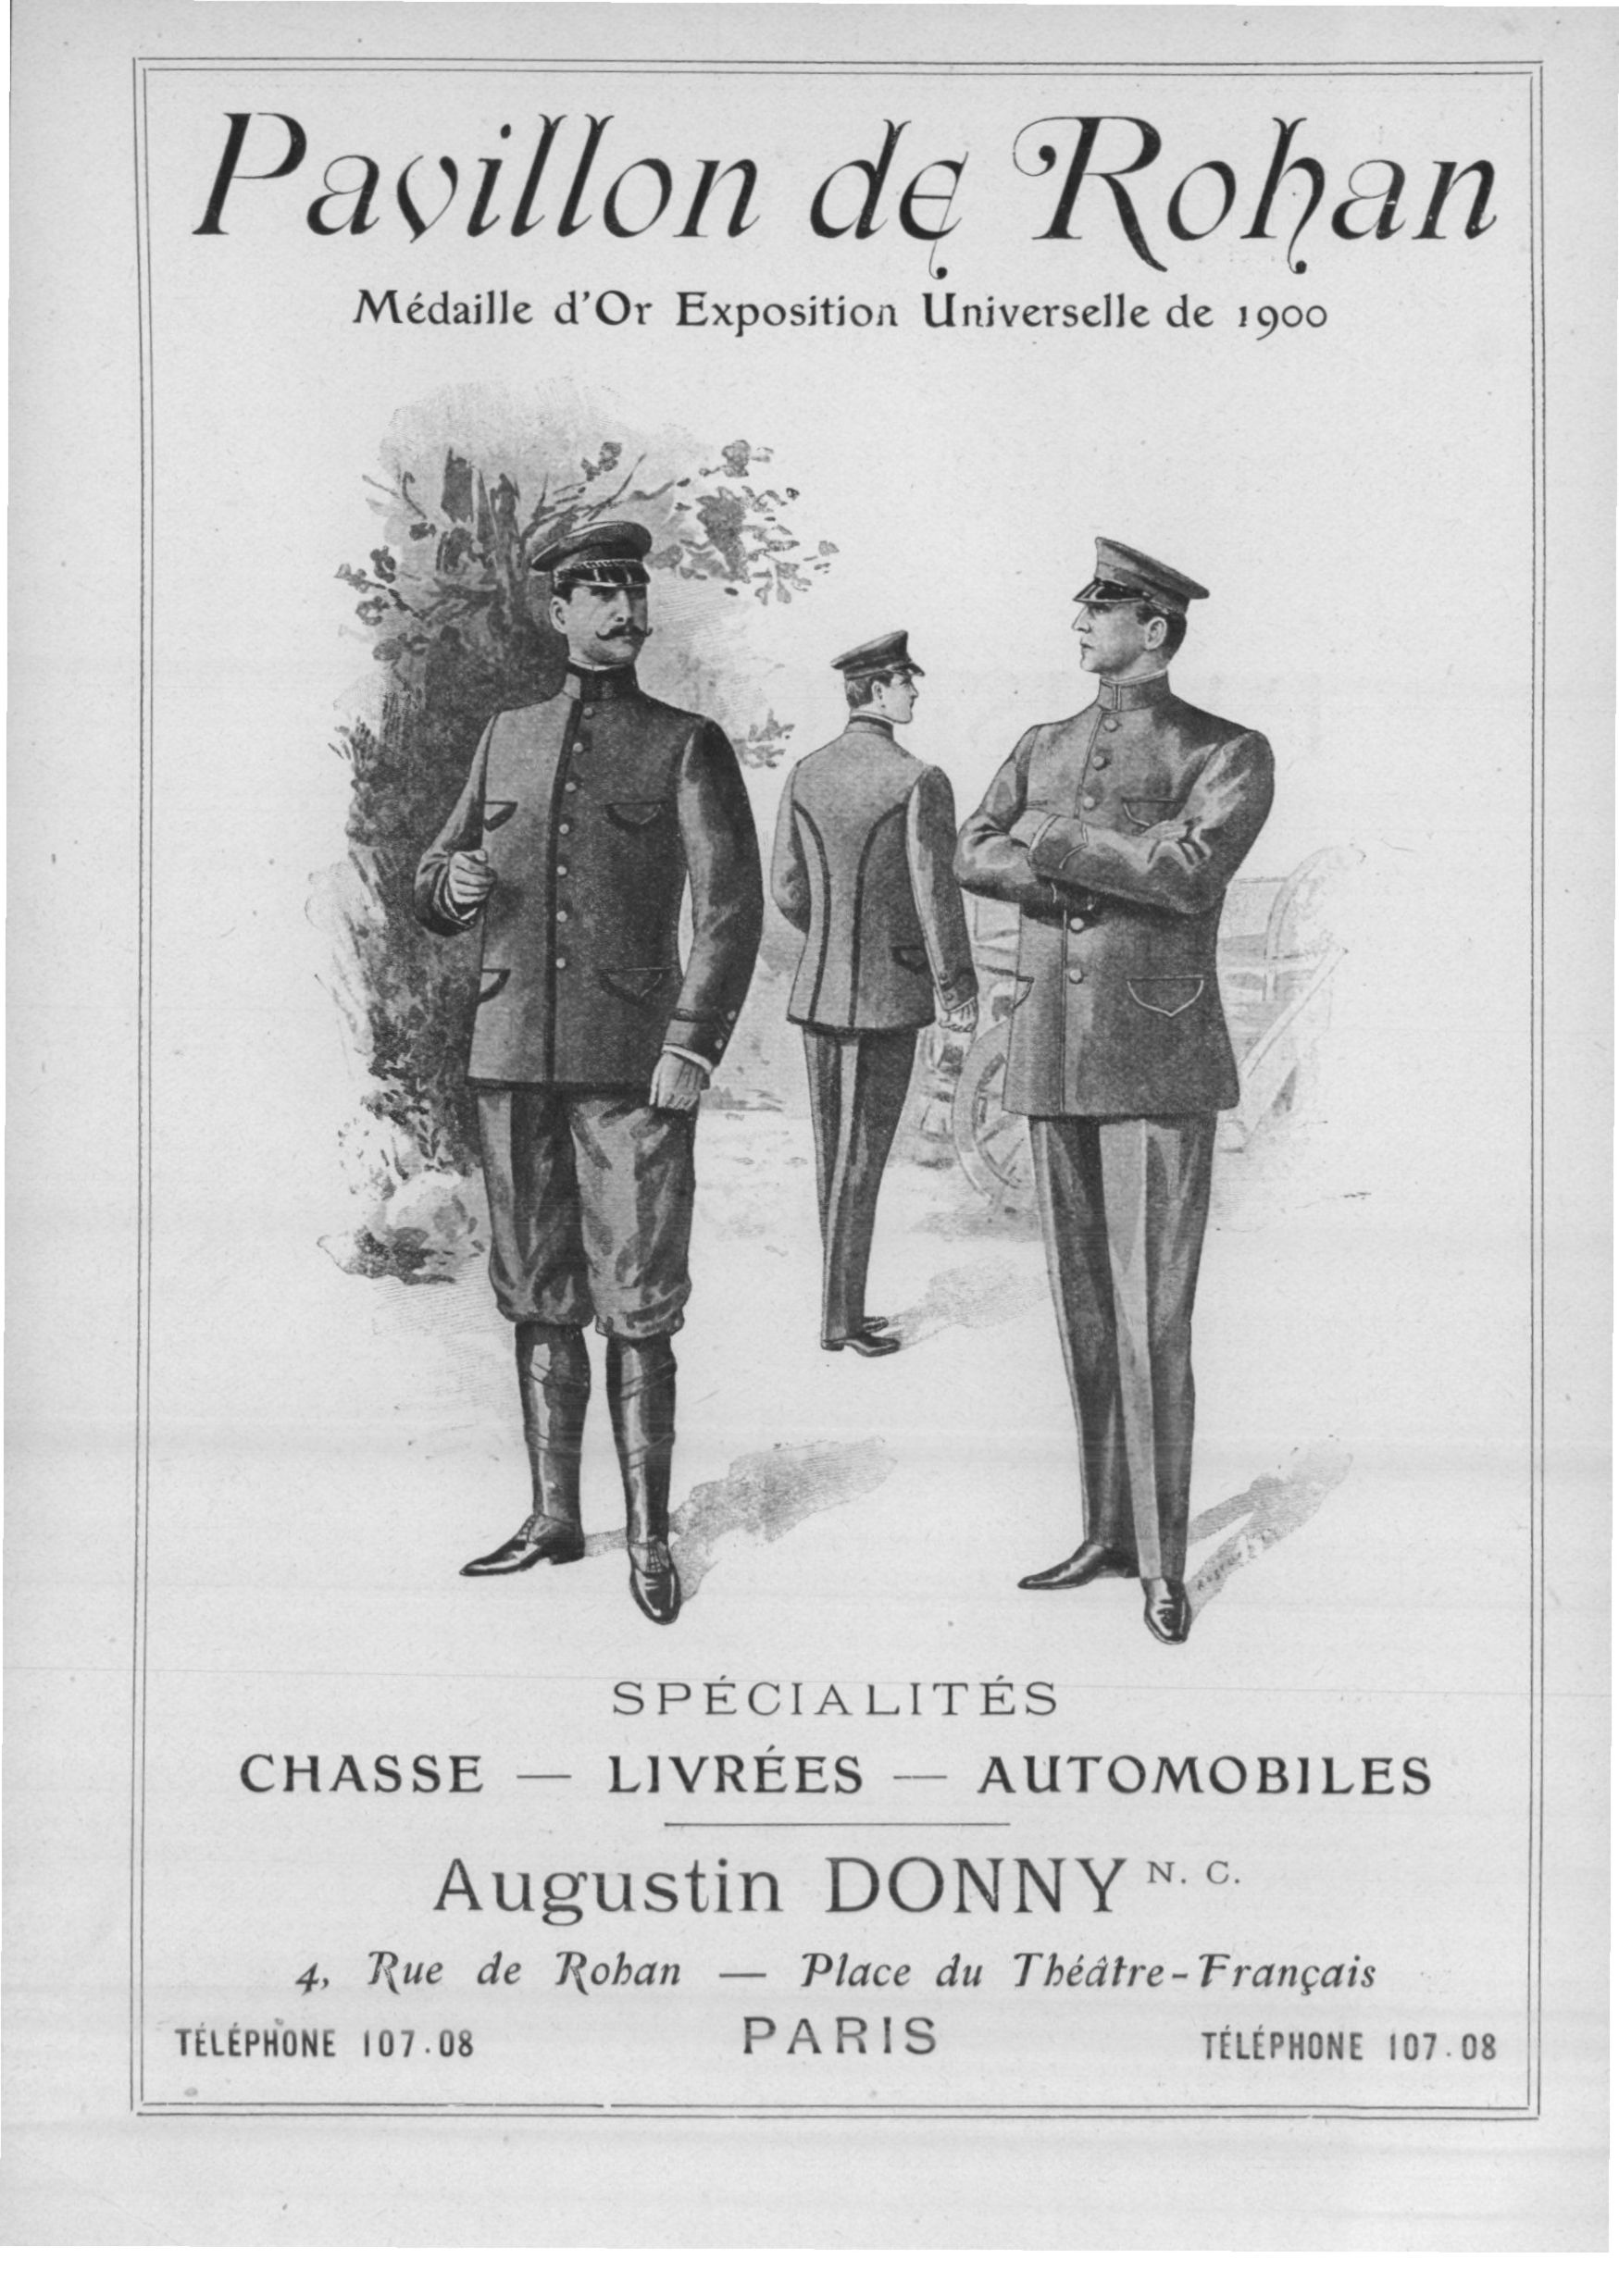 Pavillon de Rohan
Médaille d'Or Exposition Universelle de 1900
SPÉCIALITÉS
CHASSE — LIVRÉES — AUTOMOBILES
Augustin DONNY N. C.
4, Rue de Rohan — Place du Théâtre-Français
TÉLÉPHONE 107.08 PARIS TÉLÉPHONE 107.08